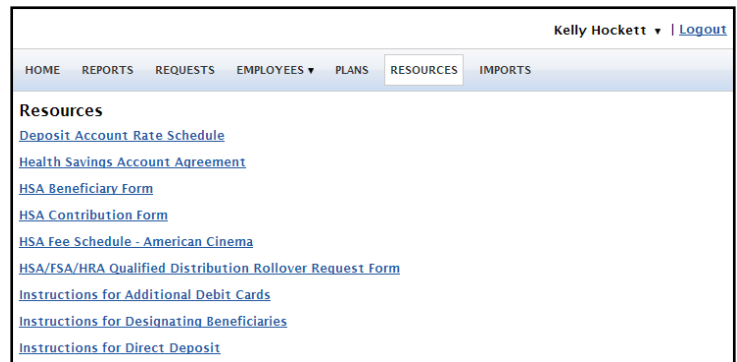 Kelly Hockett ▼ | Logout
HOME REPORTS REQUESTS EMPLOYEES ▼ PLANS RESOURCES IMPORTS
Resources
Deposit Account Rate Schedule
Health Savings Account Agreement
HSA Beneficiary Form
HSA Contribution Form
HSA Fee Schedule - American Cinema
HSA/FSA/HRA Qualified Distribution Rollover Request Form
Instructions for Additional Debit Cards
Instructions for Designating Beneficiaries
Instructions for Direct Deposit